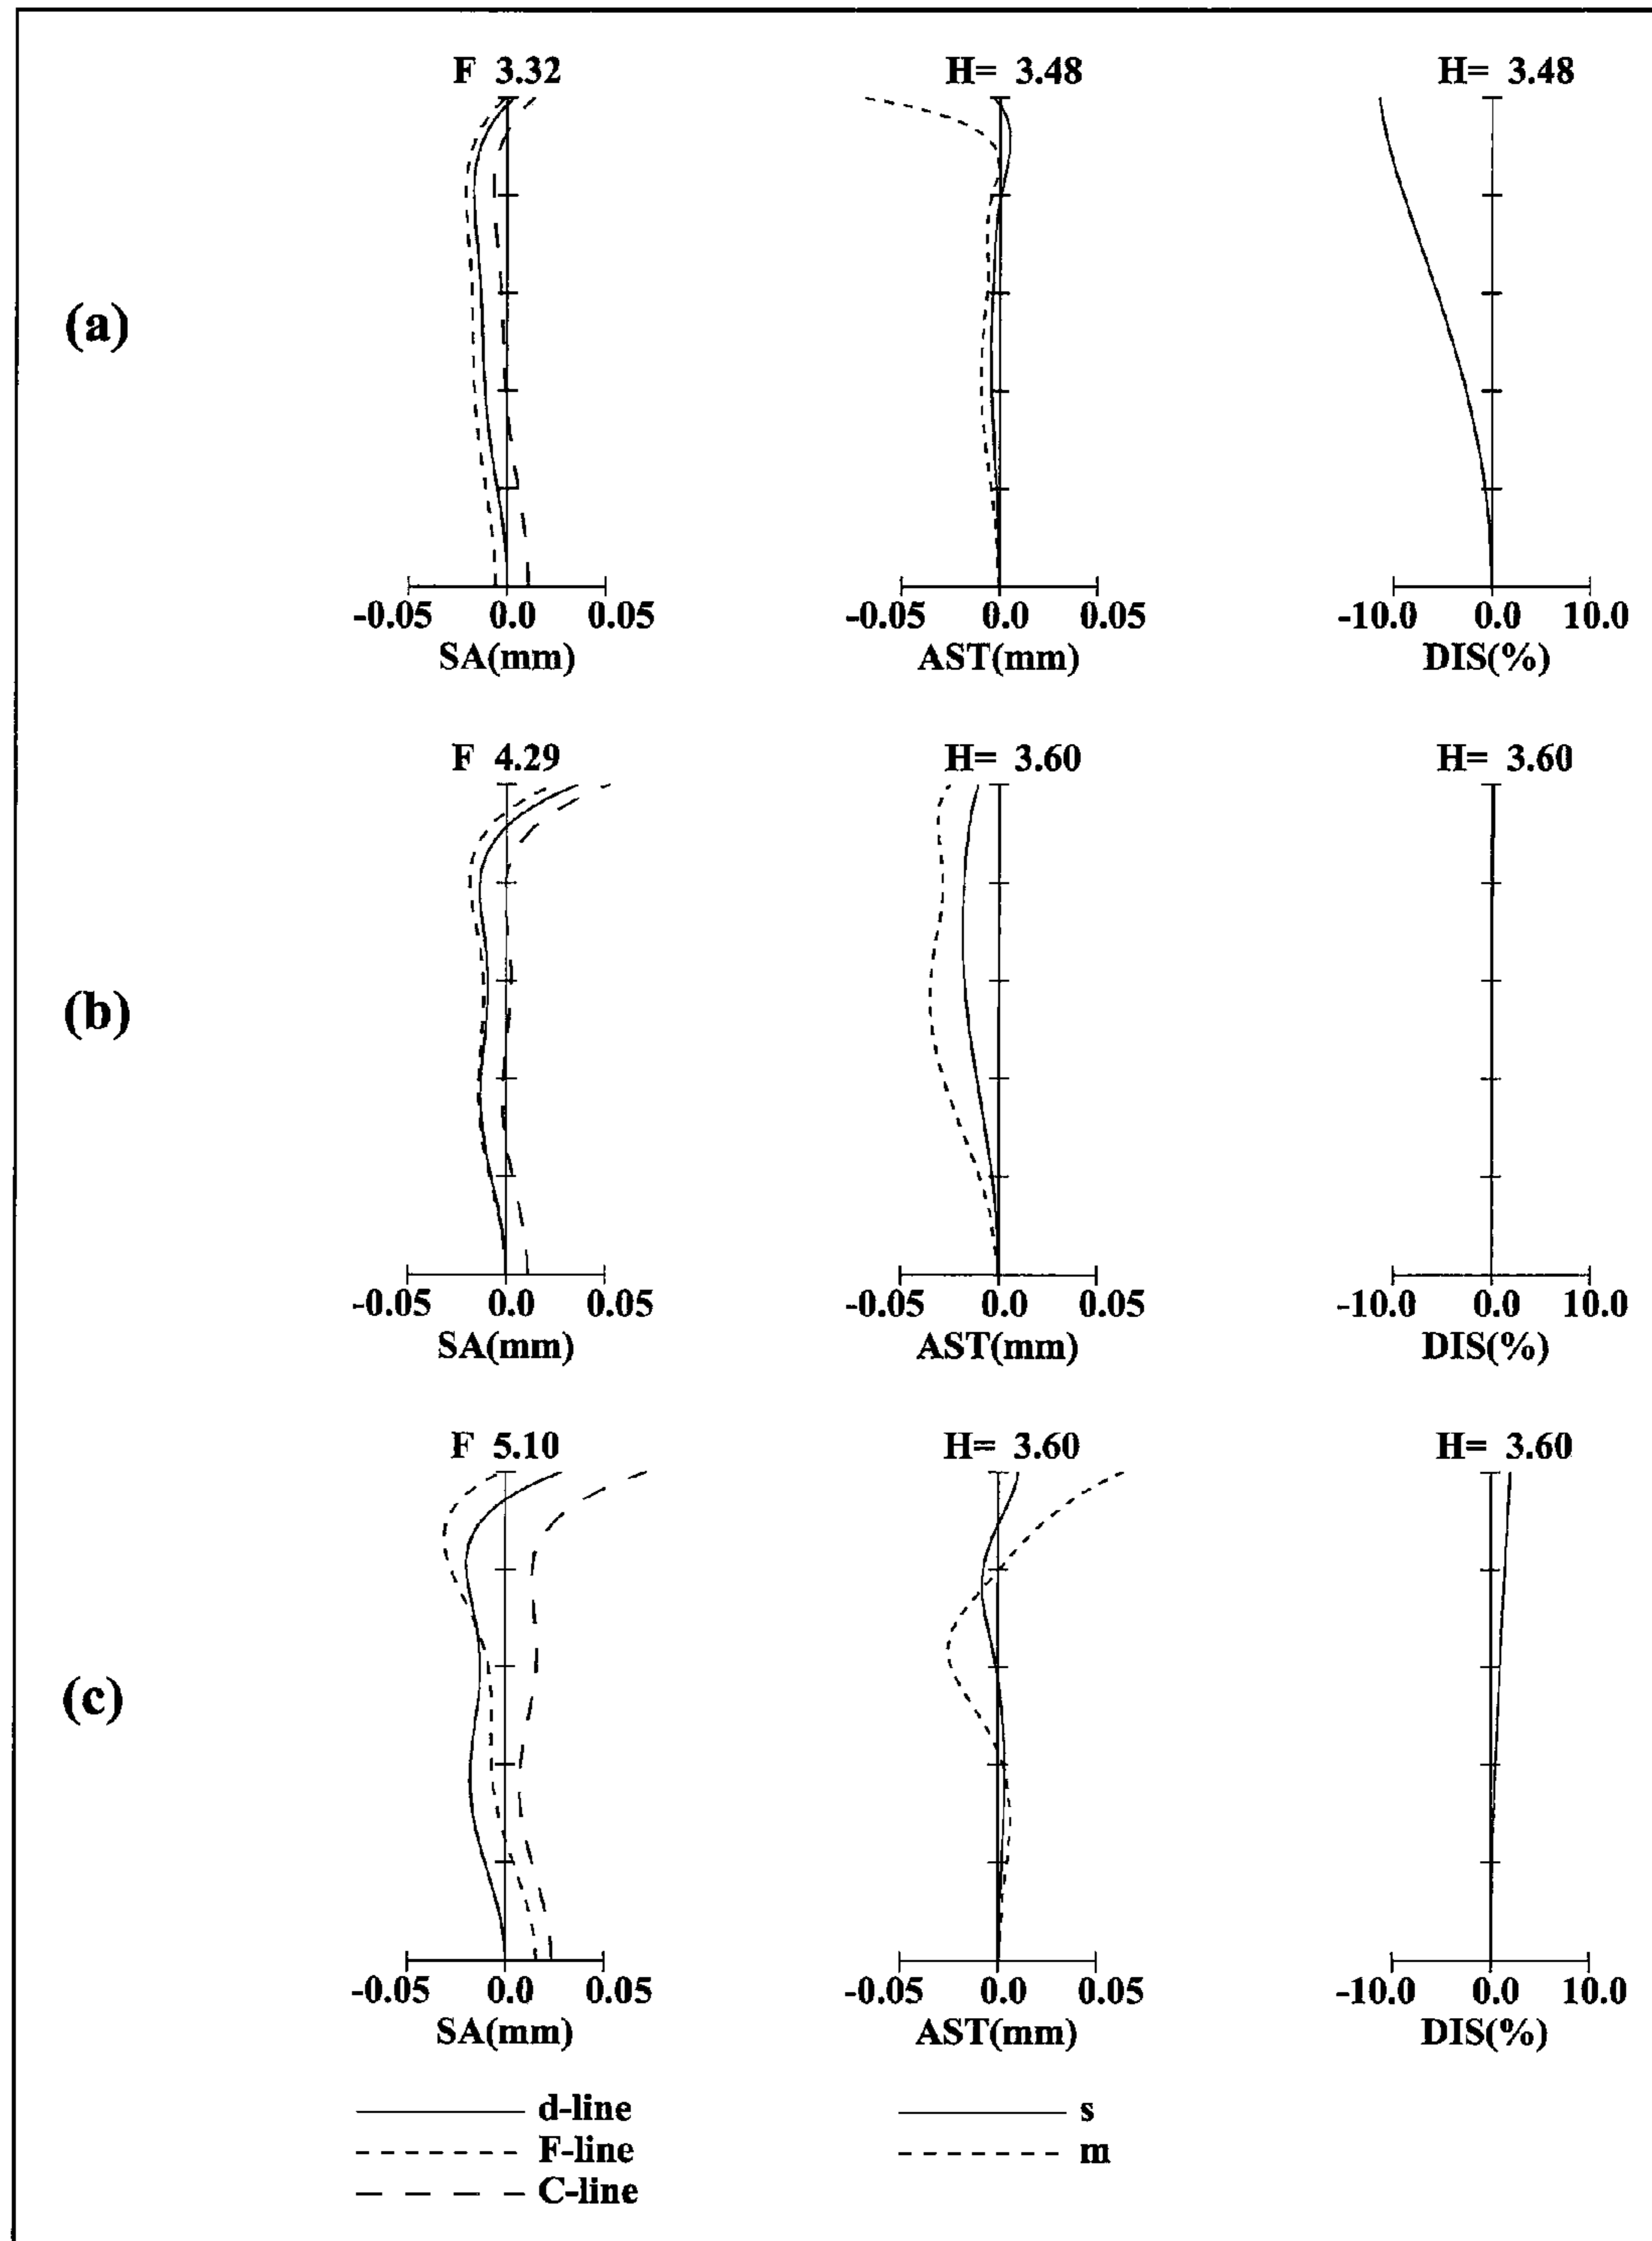 F 3.32 H= 3.48 H= 3.48
(a)
-0.05 0.0 0.05 -0.05 0.0 0.05 -10.0 0.0 10.0
SA(mm) AST(mm) DIS(%)
F 4.29 H= 3.60 H= 3.60
(b)
-0.05 0.0 0.05 -0.05 0.0 0.05 -10.0 0.0 10.0
SA(mm) AST(mm) DIS(%)
F 5.10 H= 3.60 H= 3.60
(c)
-0.05 0.0 0.05 -0.05 0.0 0.05 -10.0 0.0 10.0
SA(mm) AST(mm) DIS(%)
d-line s
F-line m
C-line